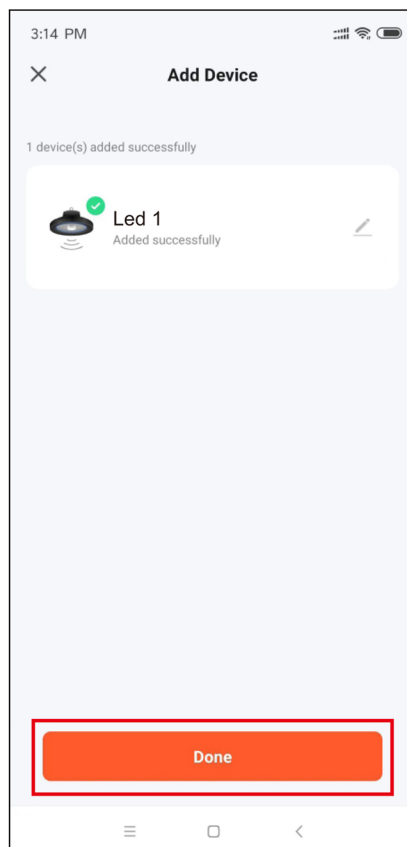 3:14 PM
Add Device
1 device(s) added successfully
Led 1
Added successfully
Done